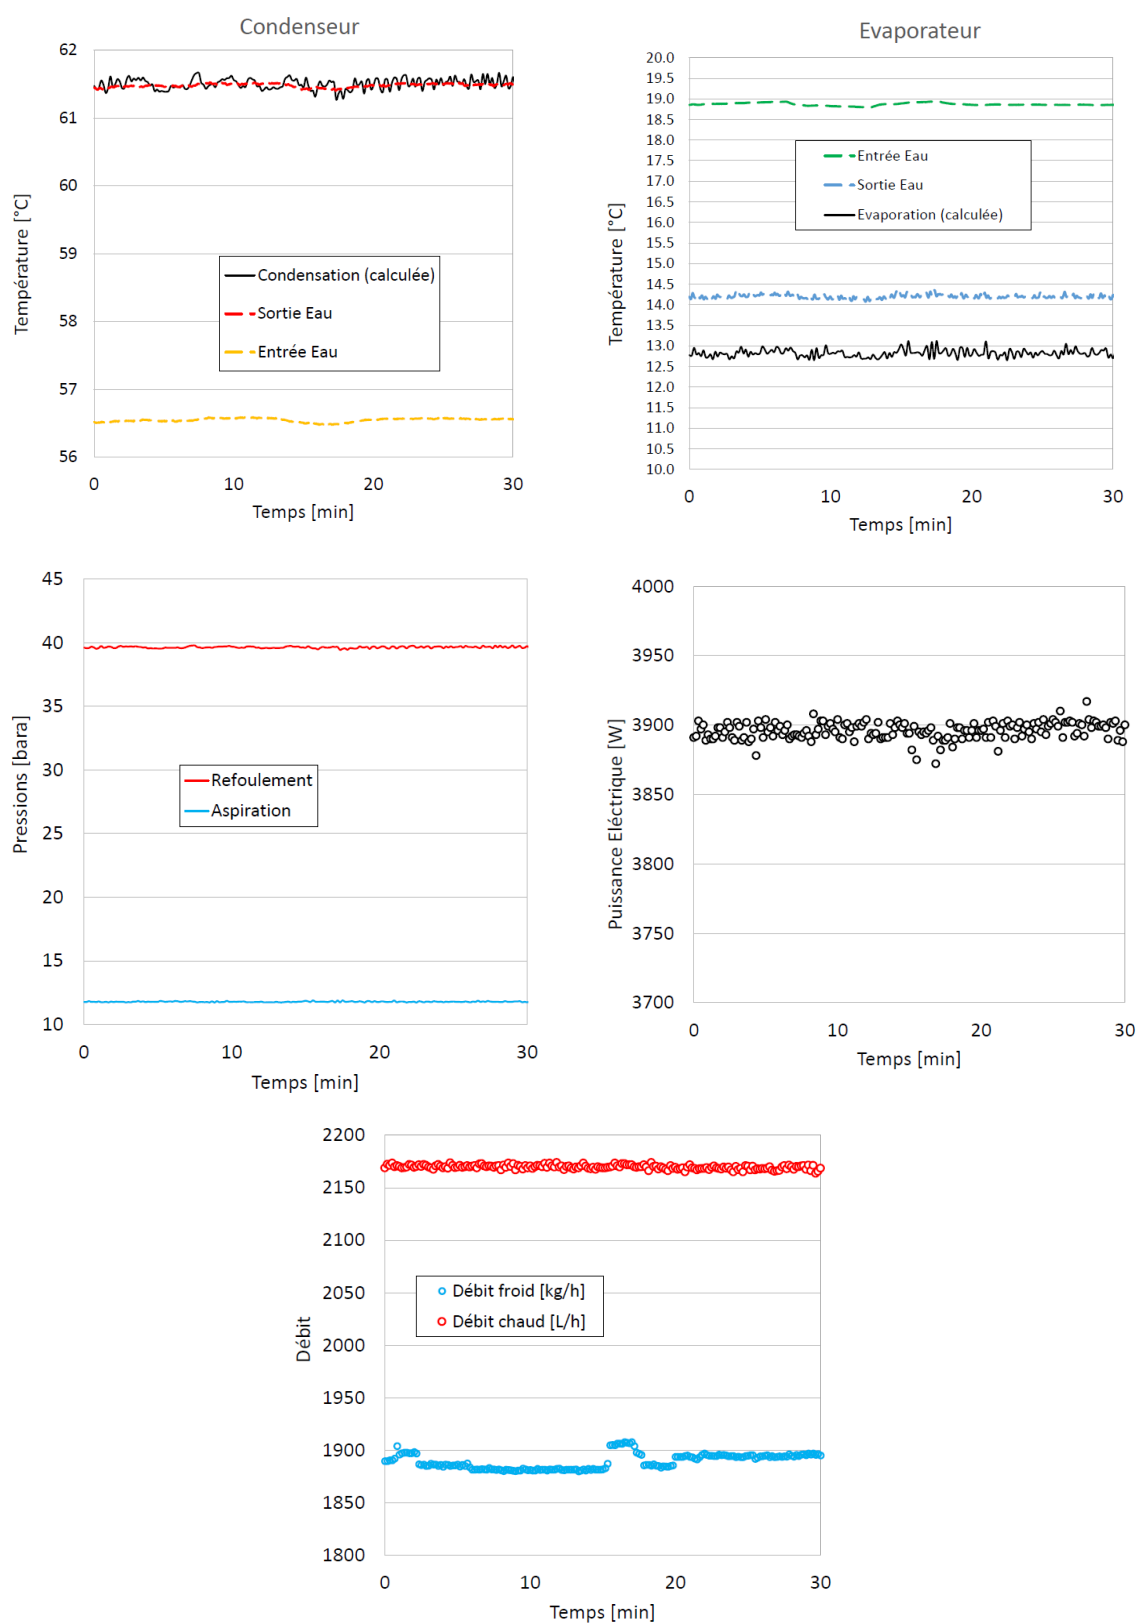 Condenseur
62
61
60
59
58
57
56
Température [°C]
Condensation (calculée)
Sortie Eau
Entrée Eau
0 10 20 30
Temps [min]
Evaporateur
20.0
19.5
19.0
18.5
18.0
17.5
17.0
16.5
16.0
15.5
15.0
14.5
14.0
13.5
13.0
12.5
12.0
11.5
11.0
10.5
10.0
Température [°C]
Entrée Eau
Sortie Eau
Evaporation (calculée)
0 10 20 30
Temps [min]
45
40
35
30
25
20
15
10
Pressions [bara]
Refoulement
Aspiration
0 10 20 30
Temps [min]
4000
3950
3900
3850
3800
3750
3700
Puissance Eléctrique [W]
0 10 20 30
Temps [min]
2200
2150
2100
2050
2000
1950
1900
1850
1800
Débit
Débit froid [kg/h]
Débit chaud [L/h]
0 10 20 30
Temps [min]